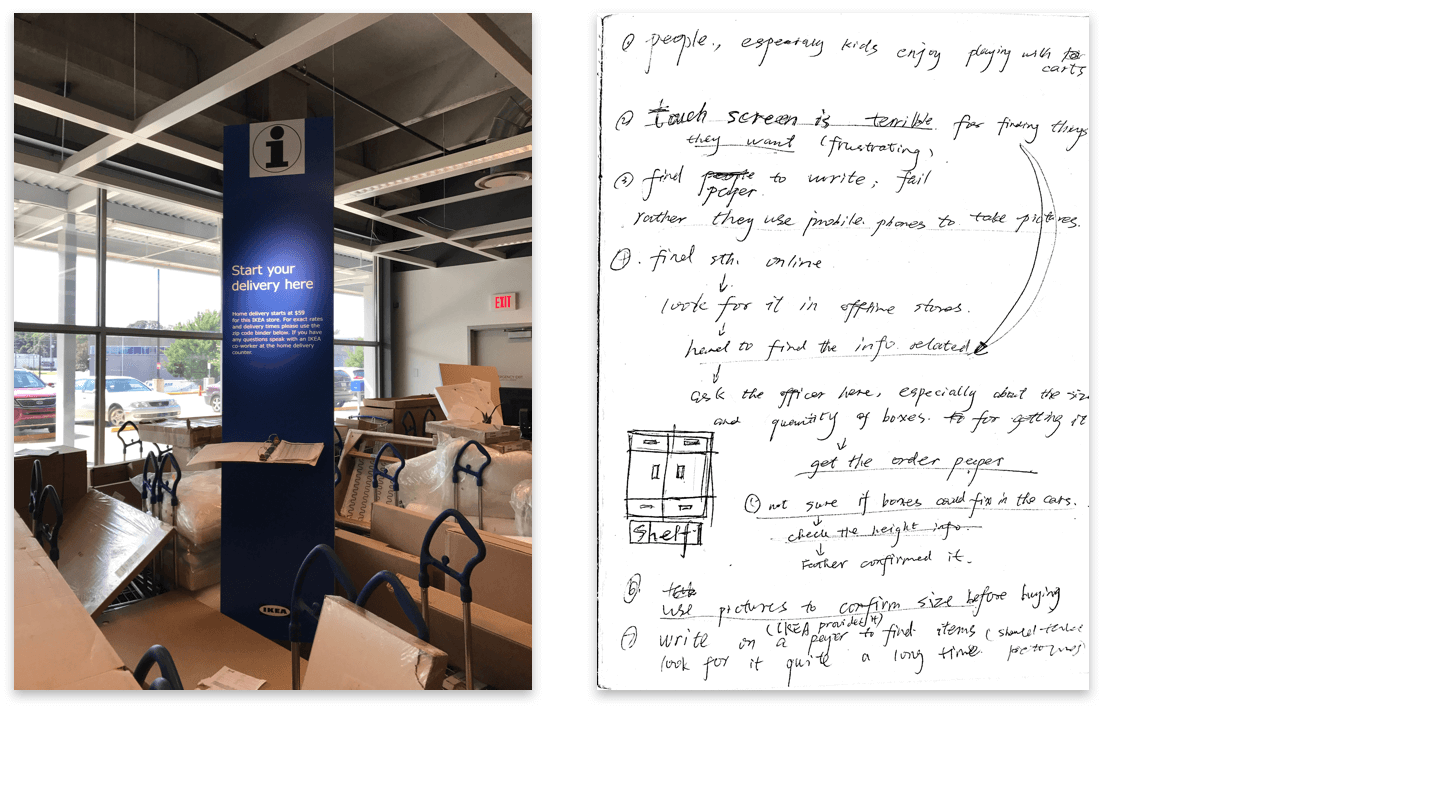 i
Start your
delivery here
Home delivery starts at $59
for this IKEA store. For exact rates
and delivery times please use the
zip code binder below. If you have
any questions speak with an IKEA
co-worker at the home delivery
counter.
EXIT
IKEA
① people., especially kids enjoy playing with
carts
② touch screen is terrible for finding things
they want (frustrating)
③ find to write; fail
paper
rather they use mobile phones to take pictures.
④. find sth. online
↓
look for it in offline stores.
↓
hard to find the info related
↓
ask the officer here, especially about the size
and quantity of boxes. for getting it
↓
get the order paper
shelf
not sure if boxes could fix in the cars.
↓
check the height info.
↓
Father confirmed it.
⑥.
use pictures to confirm size before buying
(IKEA provided it)
⑦ write on a paper to find items (should take
look for it quite a long time pictures)